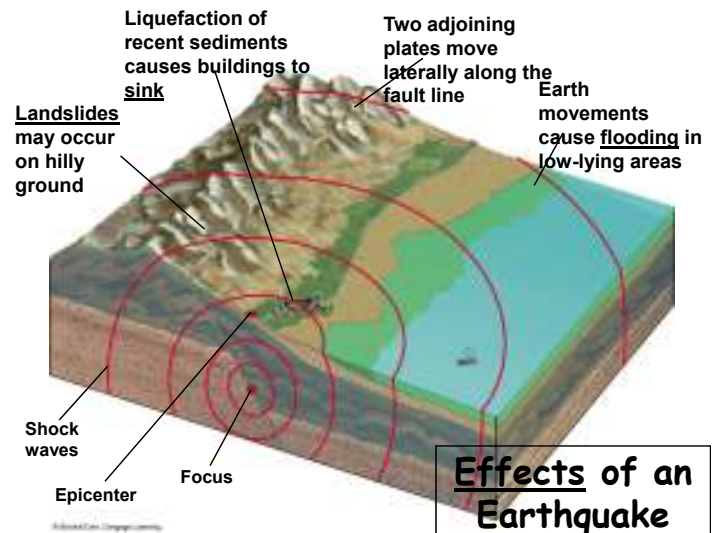 Liquefaction of
recent sediments
causes buildings to
sink
Two adjoining
plates move
laterally along the
fault line
Earth
movements
cause flooding in
low-lying areas
Landslides
may occur
on hilly
ground
Shock
waves
Epicenter
Focus
Effects of an
Earthquake